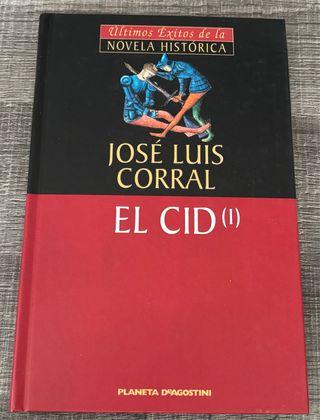 Últimos Éxitos de la
NOVELA HISTÓRICA
JOSÉ LUIS
CORRAL
EL CID (I)
PLANETA DEAGOSTINI